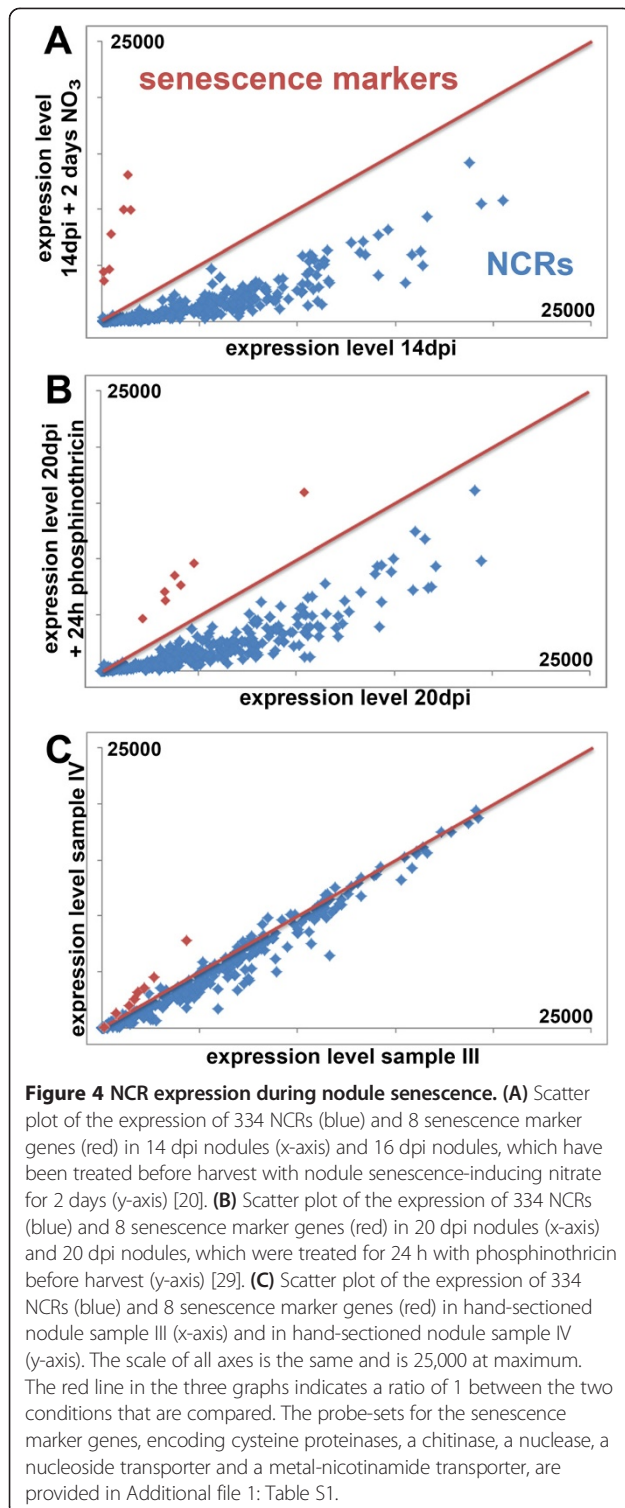 A
25000
senescence markers
expression level
14dpi + 2 days NO3
NCRs
25000
expression level 14dpi
B
25000
expression level 20dpi
+ 24h phosphinothricin
25000
expression level 20dpi
C
25000
expression level sample IV
25000
expression level sample III
Figure 4 NCR expression during nodule senescence. (A) Scatter
plot of the expression of 334 NCRs (blue) and 8 senescence marker
genes (red) in 14 dpi nodules (x-axis) and 16 dpi nodules, which have
been treated before harvest with nodule senescence-inducing nitrate
for 2 days (y-axis) [20]. (B) Scatter plot of the expression of 334 NCRs
(blue) and 8 senescence marker genes (red) in 20 dpi nodules (x-axis)
and 20 dpi nodules, which were treated for 24 h with phosphinothricin
before harvest (y-axis) [29]. (C) Scatter plot of the expression of 334
NCRs (blue) and 8 senescence marker genes (red) in hand-sectioned
nodule sample III (x-axis) and in hand-sectioned nodule sample IV
(y-axis). The scale of all axes is the same and is 25,000 at maximum.
The red line in the three graphs indicates a ratio of 1 between the two
conditions that are compared. The probe-sets for the senescence
marker genes, encoding cysteine proteinases, a chitinase, a nuclease, a
nucleoside transporter and a metal-nicotinamide transporter, are
provided in Additional file 1: Table S1.